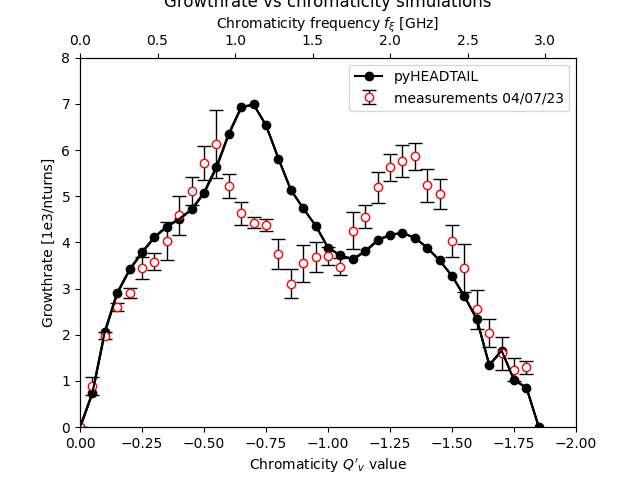 Growthrate vs chromaticity simulations
Chromaticity frequency f_ξ [GHz]
0.0 0.5 1.0 1.5 2.0 2.5 3.0
8
7
6
5
4
3
2
1
0
Growthrate [1e3/nturns]
pyHEADTAIL
measurements 04/07/23
0.00 −0.25 −0.50 −0.75 −1.00 −1.25 −1.50 −1.75 −2.00
Chromaticity Q'_v value